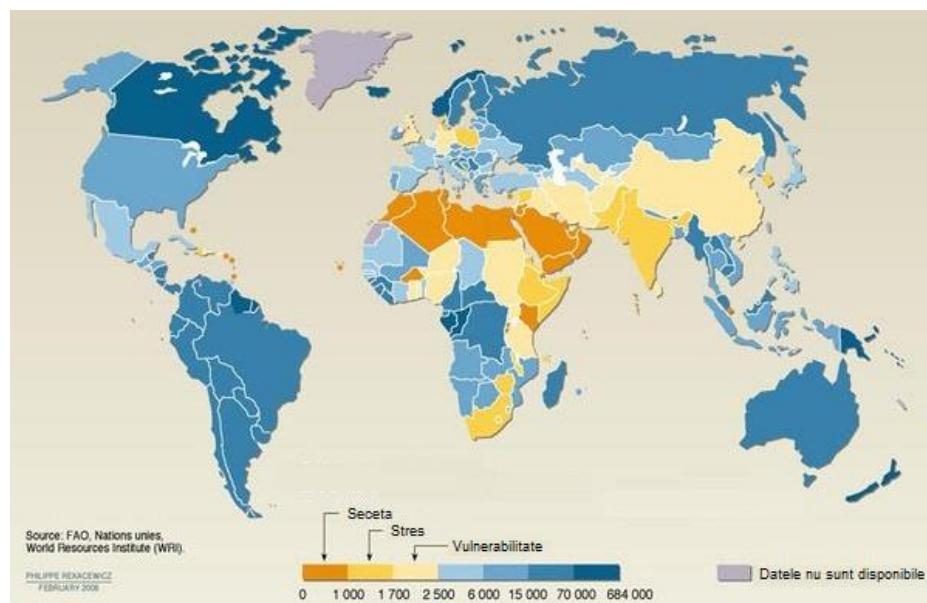 Seceta
Stres
Vulnerabilitate
Source: FAO, Nations unies,
World Resources Institute (WRI).
PHILIPPE REKACEWICZ
FEBRUARY 2006
0 1 000 1 700 2 500 6 000 15 000 70 000 684 000
Datele nu sunt disponibile